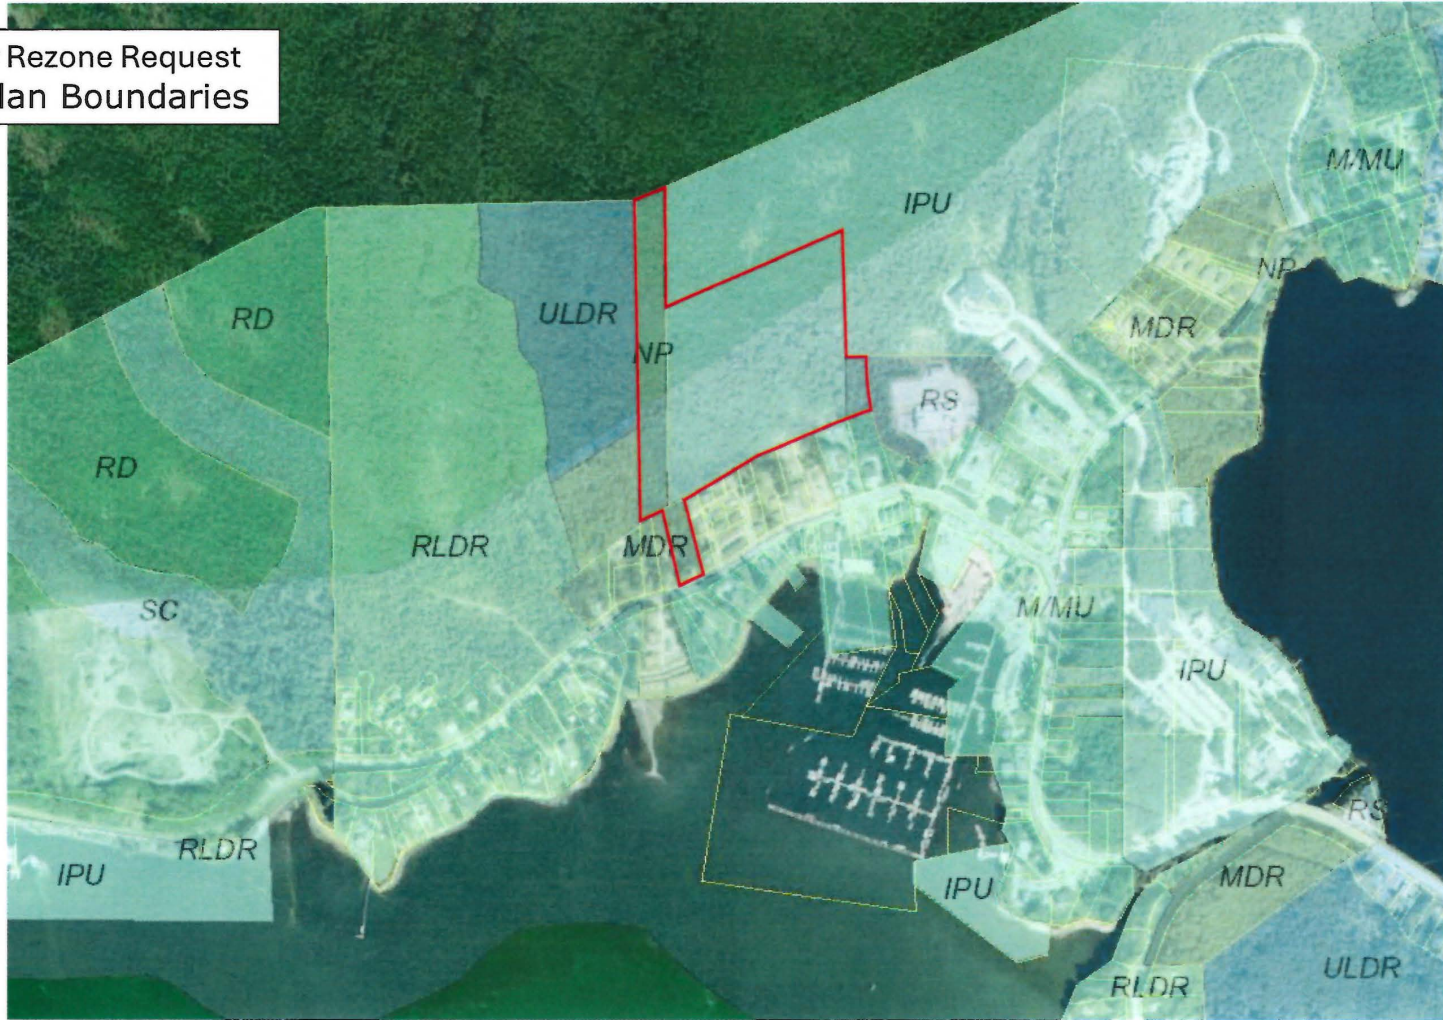 Rezone Request
lan Boundaries
M/MU
IPU
NP
RD
ULDR
MDR
NP
RS
RD
RLDR
MDR
SC
M/MU
IPU
RS
RLDR
IPU
IPU
MDR
ULDR
RLDR